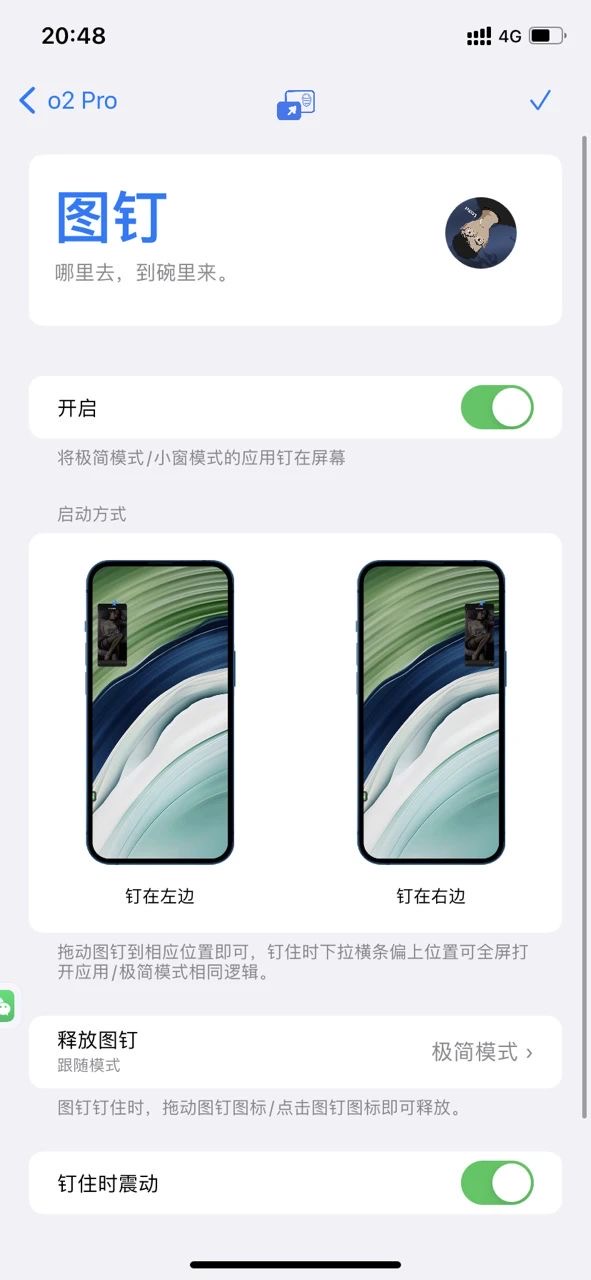 20:48
4G
o2 Pro
图钉
哪里去，到碗里来。
开启
将极简模式/小窗模式的应用钉在屏幕
启动方式
钉在左边
钉在右边
拖动图钉到相应位置即可，钉住时下拉横条偏上位置可全屏打
开应用/极简模式相同逻辑。
释放图钉
跟随模式
极简模式 ›
图钉钉住时，拖动图钉图标/点击图钉图标即可释放。
钉住时震动